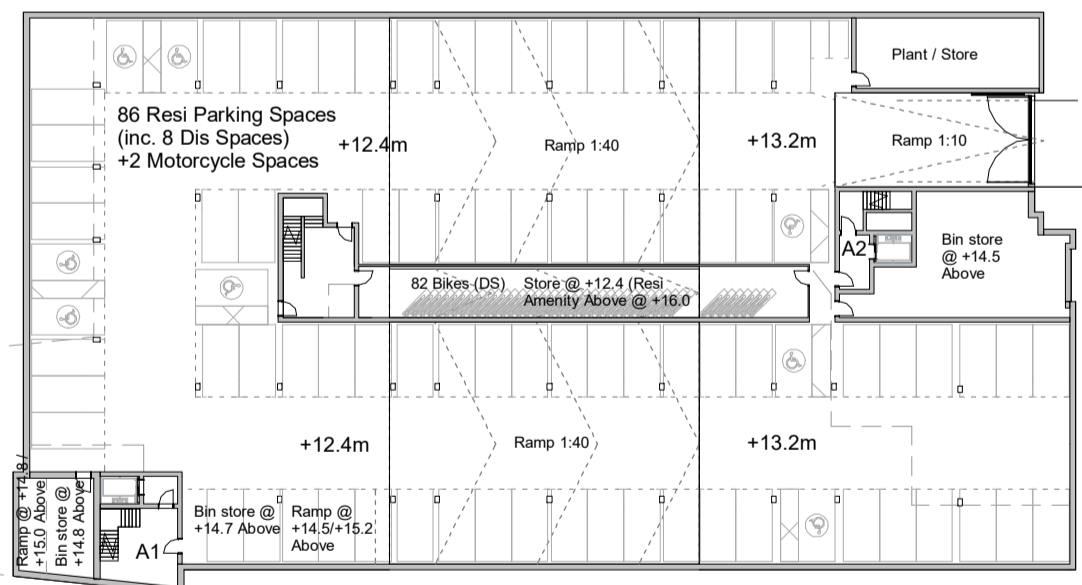 Plant / Store
86 Resi Parking Spaces
(inc. 8 Dis Spaces)
+2 Motorcycle Spaces
+12.4m
Ramp 1:40
+13.2m
Ramp 1:10
A2
Bin store
@ +14.5
Above
82 Bikes (DS)
Store @ +12.4 (Resi
Amenity Above @ +16.0
+12.4m
Ramp 1:40
+13.2m
Ramp @ +14.8 /
+15.0 Above
Bin store @
+14.8 Above
A1
Bin store @
+14.7 Above
Ramp @
+14.5/+15.2
Above